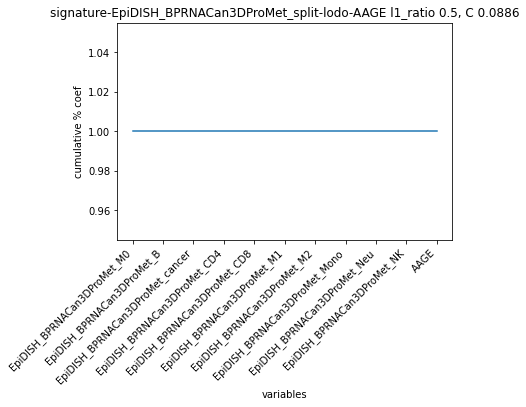 signature-EpiDISH_BPRNACan3DProMet_split-lodo-AAGE l1_ratio 0.5, C 0.0886
1.04
1.02
1.00
0.98
0.96
cumulative % coef
EpiDISH_BPRNACan3DProMet_M0
EpiDISH_BPRNACan3DProMet_B
EpiDISH_BPRNACan3DProMet_cancer
EpiDISH_BPRNACan3DProMet_CD4
EpiDISH_BPRNACan3DProMet_CD8
EpiDISH_BPRNACan3DProMet_M1
EpiDISH_BPRNACan3DProMet_M2
EpiDISH_BPRNACan3DProMet_Mono
EpiDISH_BPRNACan3DProMet_Neu
EpiDISH_BPRNACan3DProMet_NK
AAGE
variables